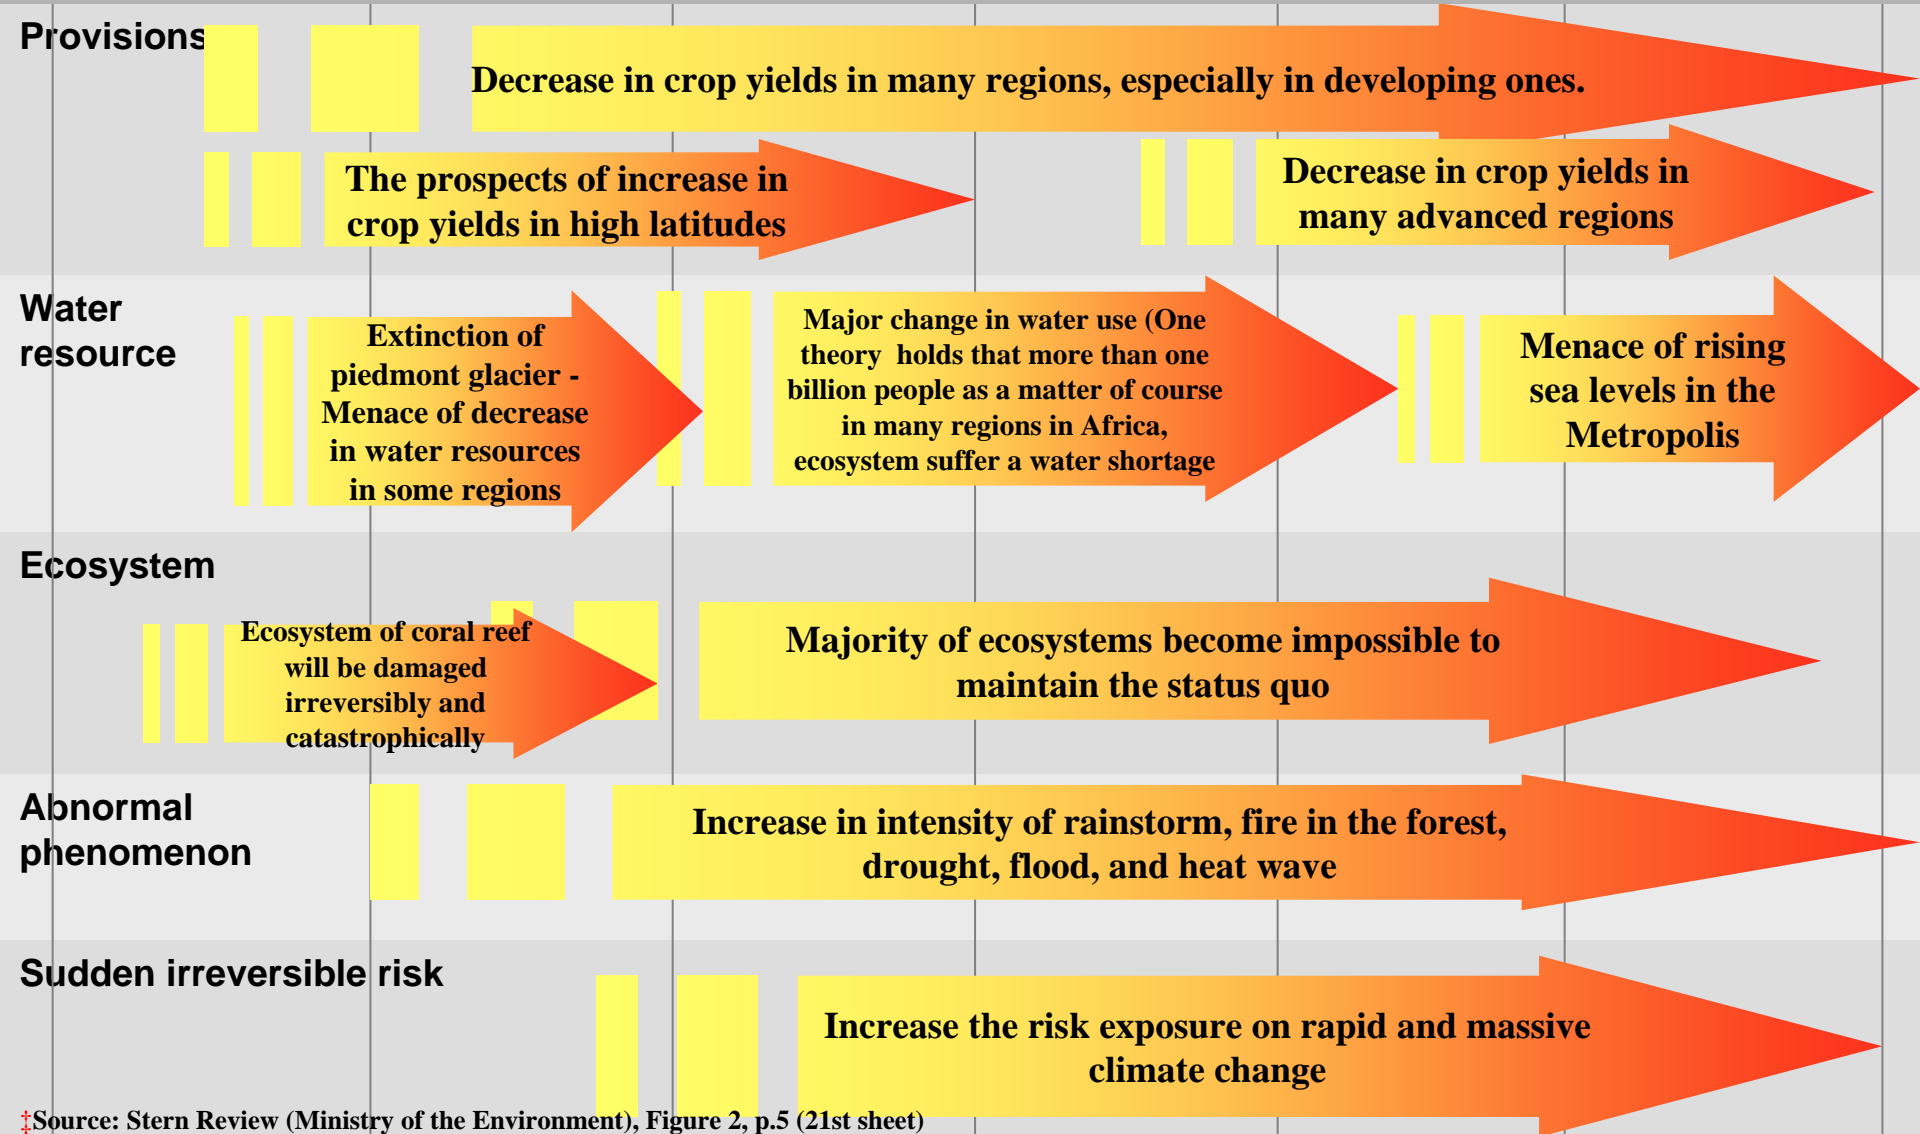 Provisions
Decrease in crop yields in many regions, especially in developing ones.
The prospects of increase in
crop yields in high latitudes
Decrease in crop yields in
many advanced regions
Water
resource
Extinction of
piedmont glacier -
Menace of decrease
in water resources
in some regions
Major change in water use (One
theory holds that more than one
billion people as a matter of course
in many regions in Africa,
ecosystem suffer a water shortage
Menace of rising
sea levels in the
Metropolis
Ecosystem
Ecosystem of coral reef
will be damaged
irreversibly and
catastrophically
Majority of ecosystems become impossible to
maintain the status quo
Abnormal
phenomenon
Increase in intensity of rainstorm, fire in the forest,
drought, flood, and heat wave
Sudden irreversible risk
Increase the risk exposure on rapid and massive
climate change
‡Source: Stern Review (Ministry of the Environment), Figure 2, p.5 (21st sheet)